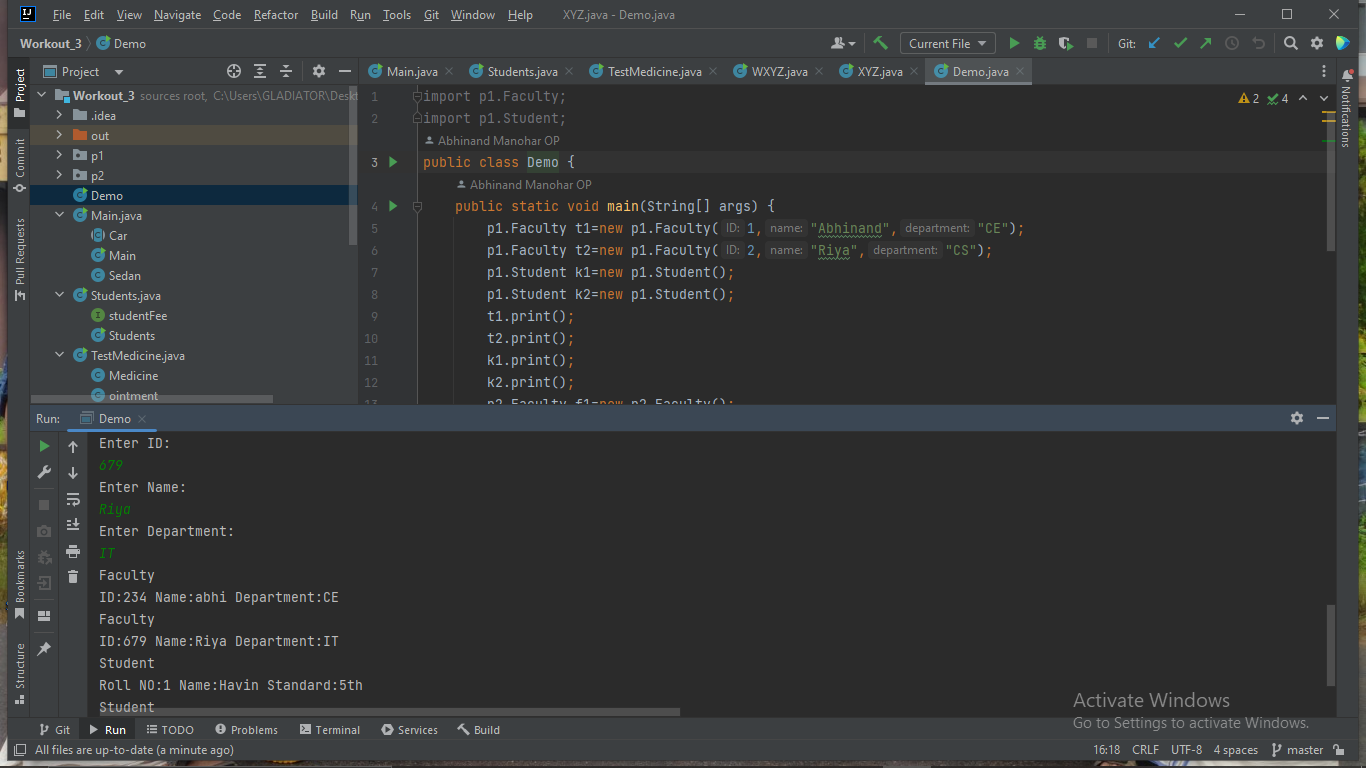 File Edit View Navigate Code Refactor Build Run Tools Git Window Help XYZ.java - Demo.java
Workout_3 Demo Current File Git:
Project
Main.java Students.java TestMedicine.java WXYZ.java XYZ.java Demo.java
Workout_3 sources root, C:\Users\GLADIATOR\Deskt
.idea
out
p1
p2
Demo
Main.java
Car
Main
Sedan
Students.java
studentFee
Students
TestMedicine.java
Medicine
ointment
2 4
1 import p1.Faculty;
2 import p1.Student;
Abhinand Manohar OP
3 public class Demo {
Abhinand Manohar OP
4 public static void main(String[] args) {
5 p1.Faculty t1=new p1.Faculty( ID: 1, name: "Abhinand", department: "CE");
6 p1.Faculty t2=new p1.Faculty( ID: 2, name: "Riya", department: "CS");
7 p1.Student k1=new p1.Student();
8 p1.Student k2=new p1.Student();
9 t1.print();
10 t2.print();
11 k1.print();
12 k2.print();
13 p2.Faculty f1=new p2.Faculty();
Project
Commit
Pull Request
Bookmarks
Structure
Notifications
Run: Demo
Enter ID:
679
Enter Name:
Riya
Enter Department:
IT
Faculty
ID:234 Name:abhi Department:CE
Faculty
ID:679 Name:Riya Department:IT
Student
Roll NO:1 Name:Havin Standard:5th
Student
Activate Windows
Go to Settings to activate Windows.
Git Run TODO Problems Terminal Services Build
All files are up-to-date (a minute ago) 16:18 CRLF UTF-8 4 spaces master